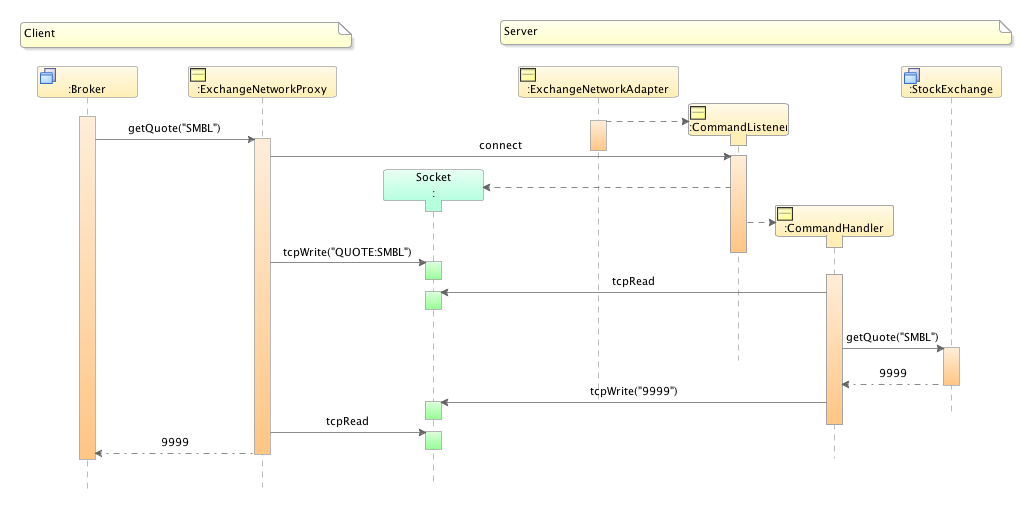 Client
Server
:Broker
:ExchangeNetworkProxy
:ExchangeNetworkAdapter
:StockExchange
:CommandListener
getQuote("SMBL")
connect
Socket
:
:CommandHandler
tcpWrite("QUOTE:SMBL")
tcpRead
getQuote("SMBL")
9999
tcpWrite("9999")
tcpRead
9999